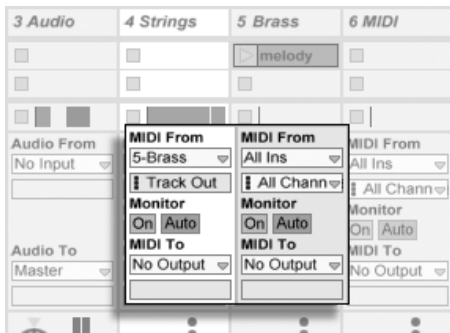 3 Audio
4 Strings
5 Brass
6 MIDI
melody
Audio From
No Input
Audio To
Master
MIDI From
5-Brass
Track Out
Monitor
On Auto
MIDI To
No Output
MIDI From
All Ins
All Chann
Monitor
On Auto
MIDI To
No Output
MIDI From
All Ins
All Chann
Monitor
On Auto
MIDI To
No Output